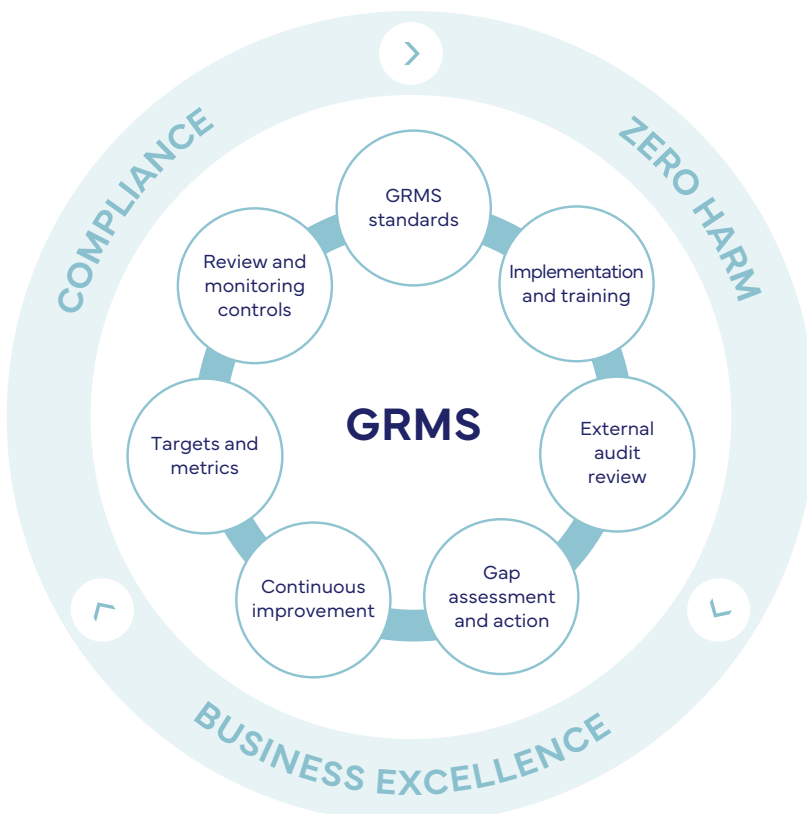 COMPLIANCE
ZERO HARM
GRMS
standards
Review and
monitoring
controls
Implementation
and training
GRMS
Targets and
metrics
External
audit
review
Continuous
improvement
Gap
assessment
and action
BUSINESS EXCELLENCE